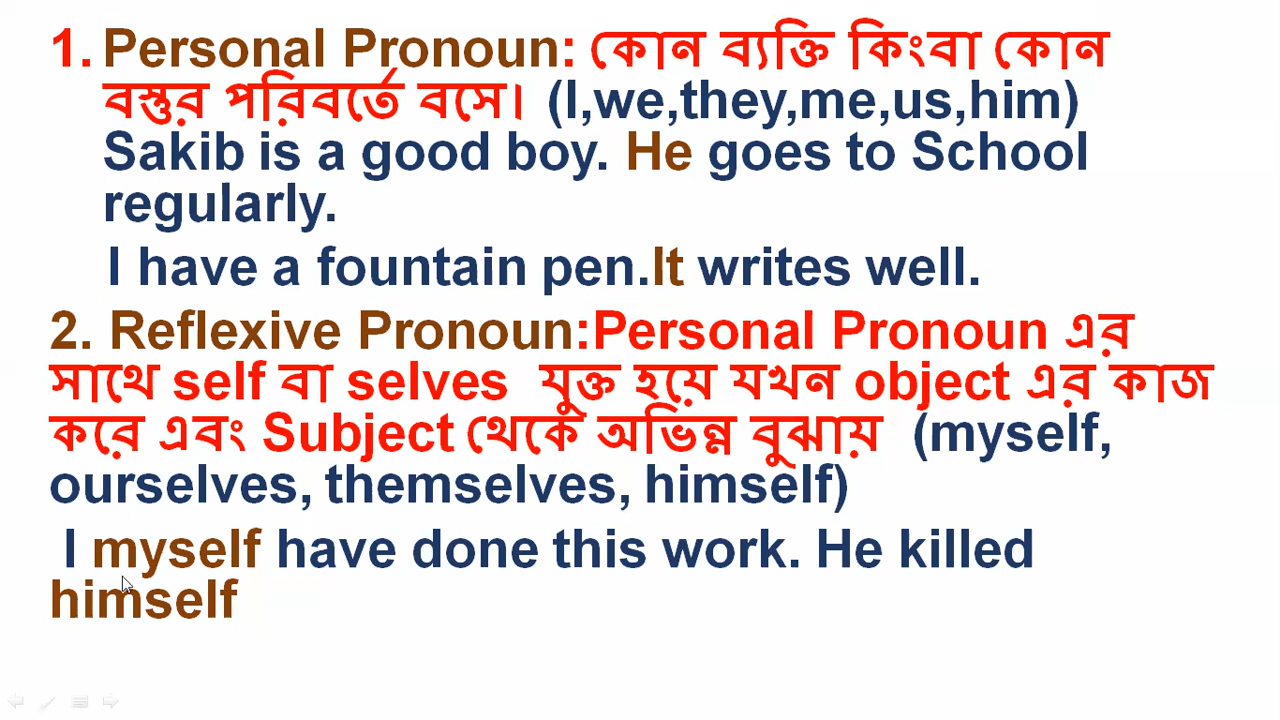 1. Personal Pronoun: কোন ব্যক্তি কিংবা কোন
বস্তুর পরিবর্তে বসে। (I,we,they,me,us,him)
Sakib is a good boy. He goes to School
regularly.
I have a fountain pen.It writes well.
2. Reflexive Pronoun:Personal Pronoun এর
সাথে self বা selves যুক্ত হয়ে যখন object এর কাজ
করে এবং Subject থেকে অভিন্ন বুঝায় (myself,
ourselves, themselves, himself)
I myself have done this work. He killed
himself